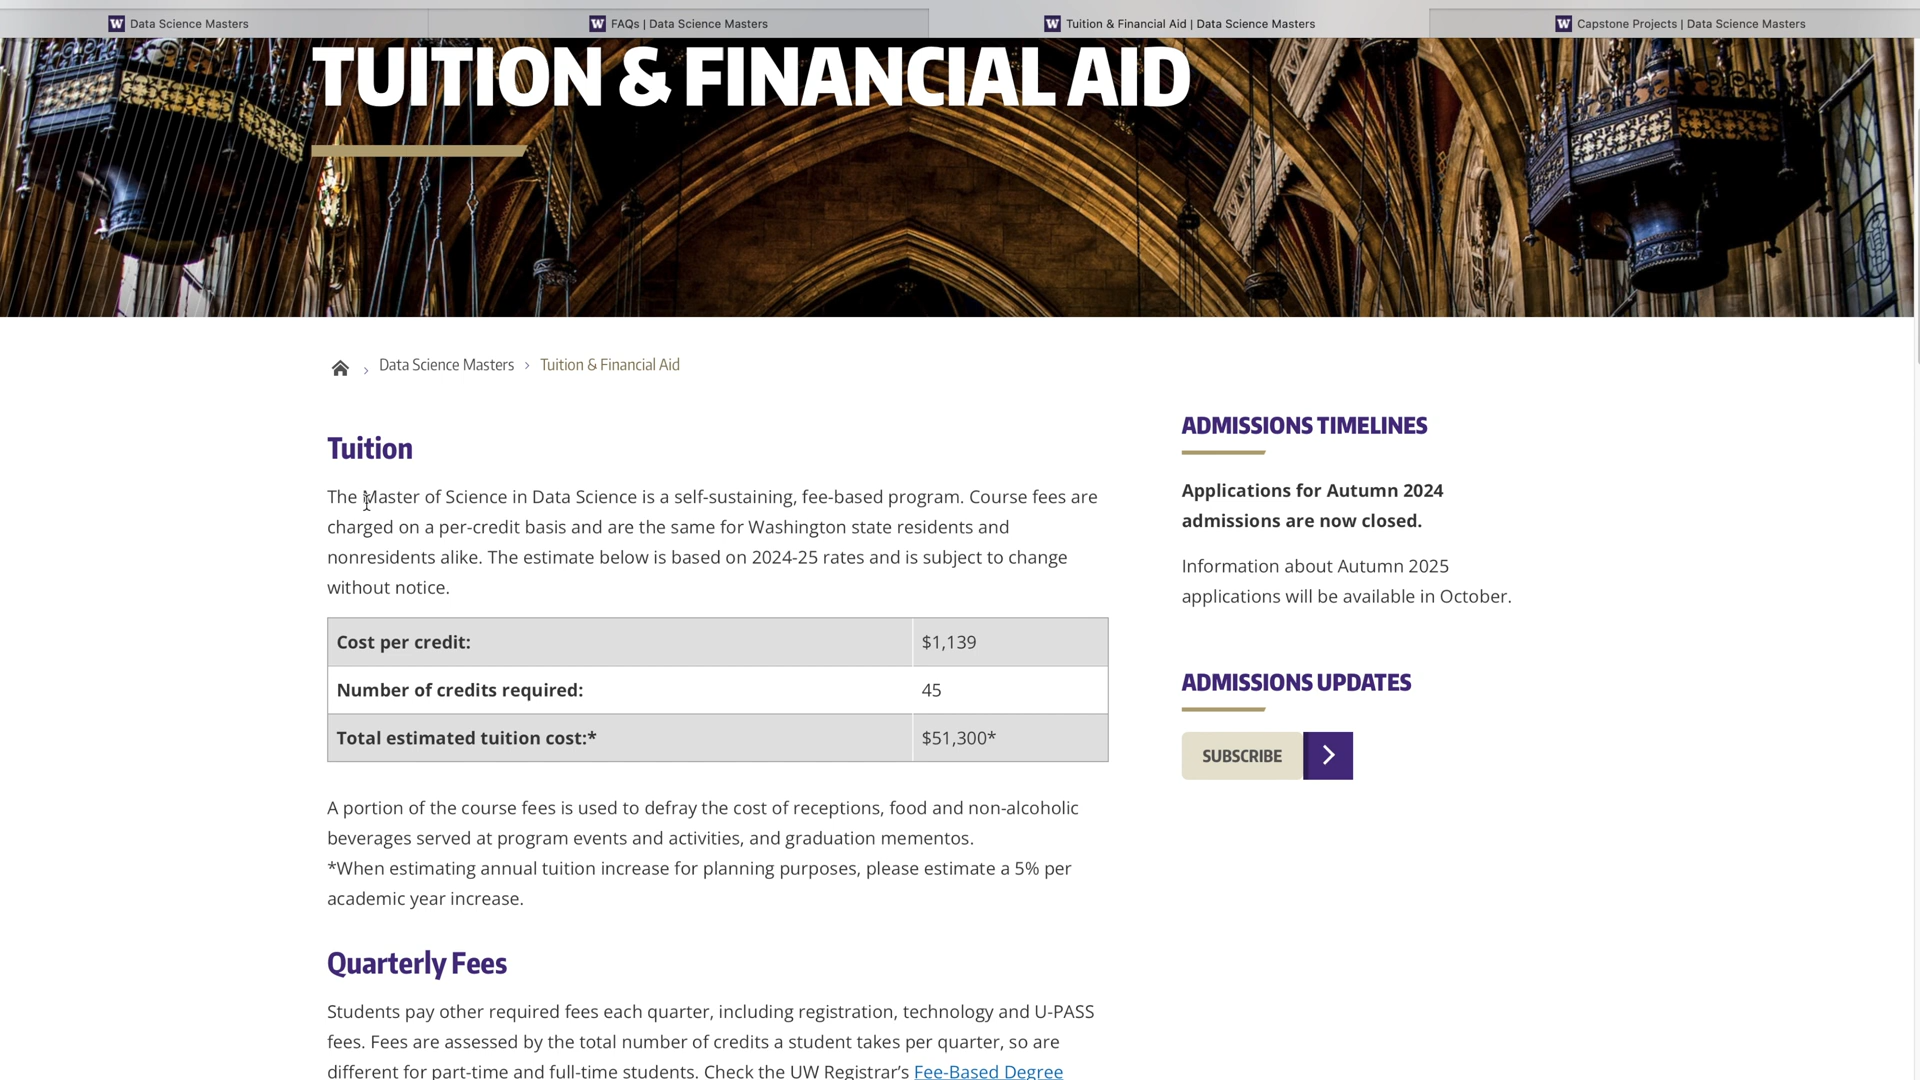 Data Science Masters
FAQs | Data Science Masters
Tuition & Financial Aid | Data Science Masters
Capstone Projects | Data Science Masters
TUITION & FINANCIAL AID
Data Science Masters > Tuition & Financial Aid
Tuition
The Master of Science in Data Science is a self-sustaining, fee-based program. Course fees are
charged on a per-credit basis and are the same for Washington state residents and
nonresidents alike. The estimate below is based on 2024-25 rates and is subject to change
without notice.
Cost per credit: $1,139
Number of credits required: 45
Total estimated tuition cost:* $51,300*
A portion of the course fees is used to defray the cost of receptions, food and non-alcoholic
beverages served at program events and activities, and graduation mementos.
*When estimating annual tuition increase for planning purposes, please estimate a 5% per
academic year increase.
Quarterly Fees
Students pay other required fees each quarter, including registration, technology and U-PASS
fees. Fees are assessed by the total number of credits a student takes per quarter, so are
different for part-time and full-time students. Check the UW Registrar’s Fee-Based Degree
ADMISSIONS TIMELINES
Applications for Autumn 2024
admissions are now closed.
Information about Autumn 2025
applications will be available in October.
ADMISSIONS UPDATES
SUBSCRIBE